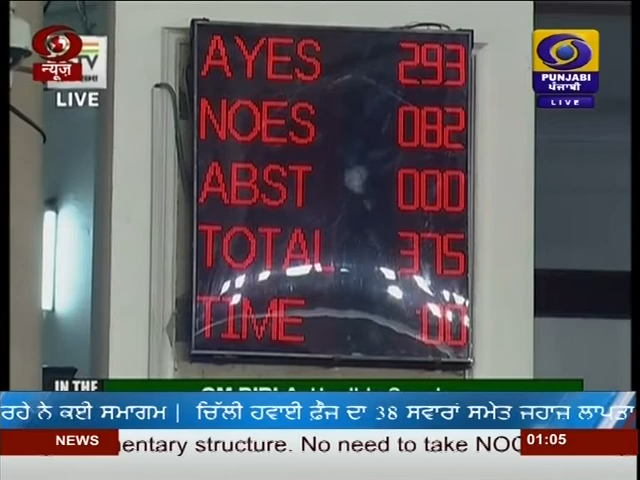 न्यूज़
LIVE
PUNJABI
ਪੰਜਾਬੀ
LIVE
AYES 293
NOES 082
ABST 000
TOTAL 375
TIME 00
IN THE
ਰਹੇ ਨੇ ਕਈ ਸਮਾਗਮ | ਚਿੱਲੀ ਹਵਾਈ ਫ਼ੌਜ ਦਾ 38 ਸਵਾਰਾਂ ਸਮੇਤ ਜਹਾਜ਼ ਲਾਪਤਾ
NEWS mentary structure. No need to take NOC 01:05